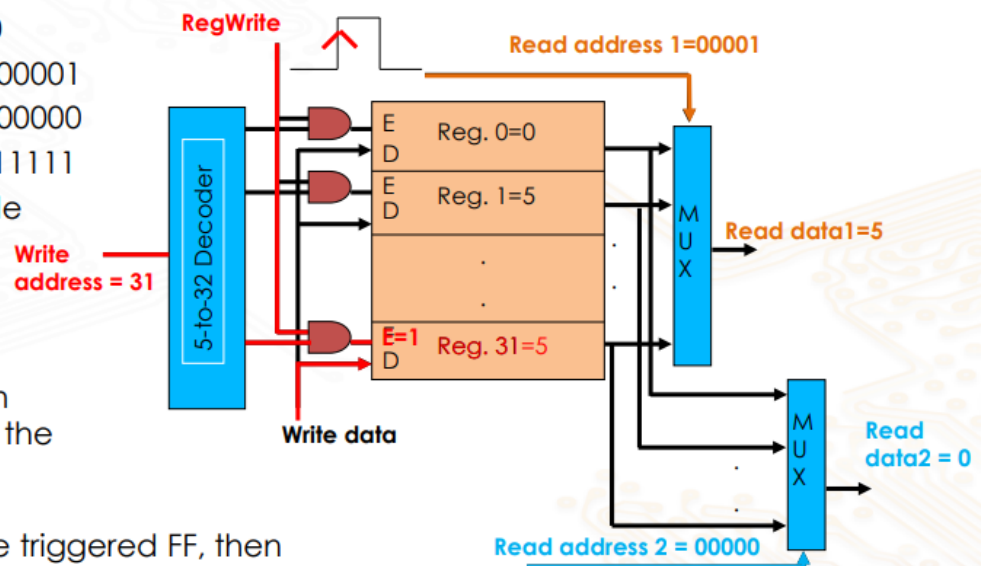 00001
00000
11111
RegWrite
Read address 1=00001
5-to-32 Decoder
Write
address = 31
E
D
Reg. 0=0
E
D
Reg. 1=5
.
.
E=1
D
Reg. 31=5
Write data
M
U
X
.
.
Read data1=5
M
U
X
.
.
Read
data2 = 0
Read address 2 = 00000
the
triggered FF, then